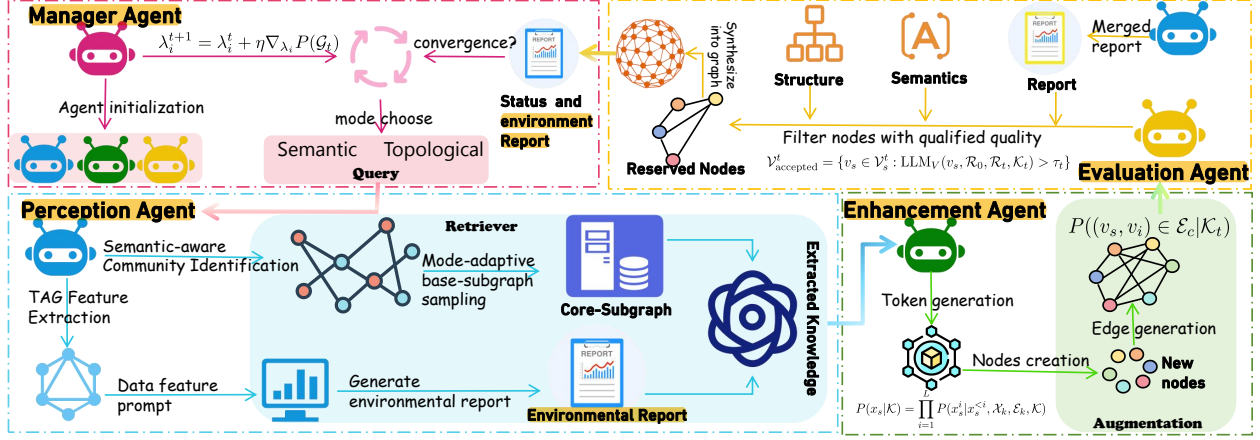 Manager Agent
λ_i^{t+1} = λ_i^t + η∇_{λ_i} P(𝒢_t)
convergence?
REPORT
Status and
environment
Report
Agent initialization
mode choose
Semantic Topological
Query
Synthesize
into graph
Reserved Nodes
Structure
Semantics
REPORT
Report
Merged
report
Filter nodes with qualified quality
𝒱^t_accepted = {v_s ∈ 𝒱_s^t : LLM_V(v_s, ℛ_0, ℛ_t, 𝒦_t) > τ_t}
Evaluation Agent
Perception Agent
Semantic-aware
Community Identification
TAG Feature
Extraction
Data feature
prompt
Retriever
Mode-adaptive
base-subgraph
sampling
Core-Subgraph
Generate
environmental report
REPORT
Environmental Report
Extracted Knowledge
Enhancement Agent
Token generation
Nodes creation
P(x_s|𝒦) = ∏_{i=1}^{L} P(x_s^i|x_s^{<i}, 𝒳_k, ℰ_k, 𝒦)
P((v_s, v_i) ∈ ℰ_c|𝒦_t)
Edge generation
New
nodes
Augmentation